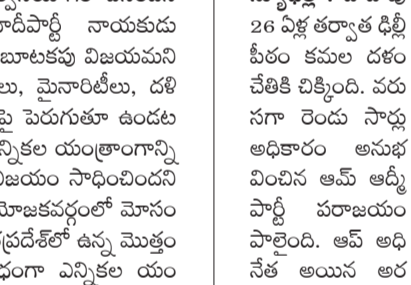 నాయకుడు
బూటకపు విజయమని
లు, మైనారిటీలు, దళి
పై పెరుగుతూ ఉండట
న్నికల యంత్రాంగాన్ని
విజయం సాధించిందని
యోజకవర్గంలో మోసం
ప్రదేశ్‌లో ఉన్న మొత్తం
ఎన్నికల యం
26 ఏళ్ల తర్వాత ఢిల్లీ
పీఠం కమల దళం
చేతికి చిక్కింది. వరు
సగా రెండు సార్లు
అధికారం అనుభ
వించిన ఆమ్ ఆద్మీ
పార్టీ పరాజయం
పాలైంది. ఆప్ అధి
నేత అయిన అర